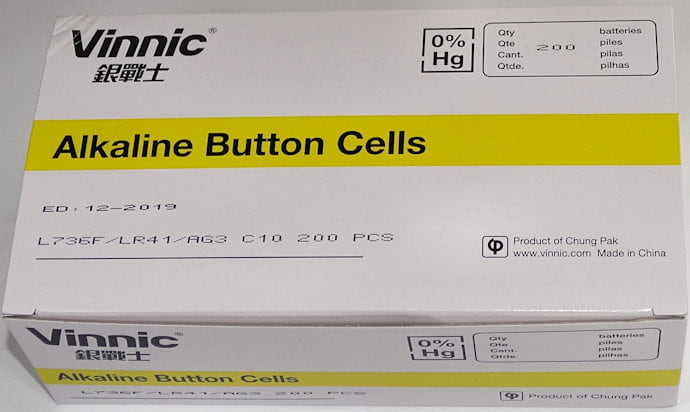 Vinnic®
銀戰士
0%
Hg
Qty
Qte
Cant.
Qtde.
200
batteries
piles
pilas
pilhas
Alkaline Button Cells
ED: 12-2019
L736F/LR41/AG3 C10 200 PCS
Product of Chung Pak
www.vinnic.com Made in China
Vinnic®
銀戰士
0%
Hg
Qty
Qte
Cant.
Qtde.
batteries
piles
pilas
pilhas
Alkaline Button Cells
L736F/LR41/AG3 200 PCS
Product of Chung Pak